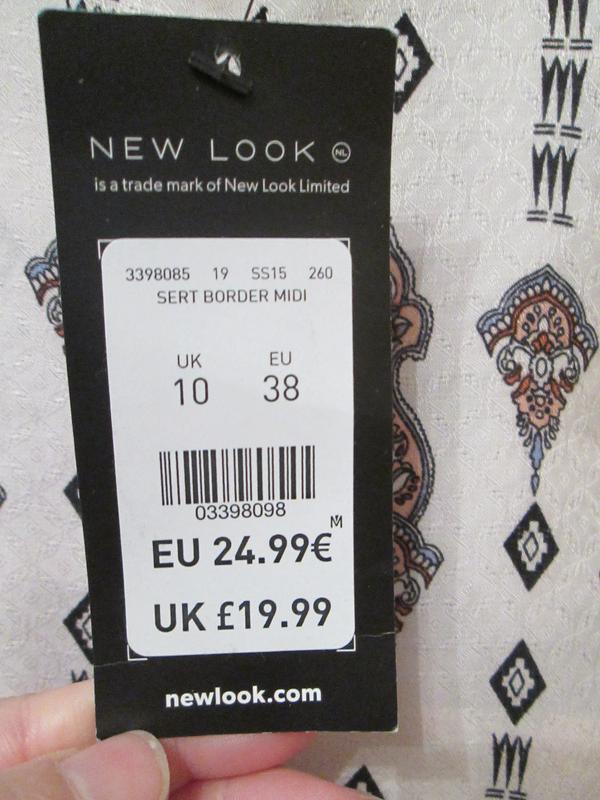 NEW LOOK NL
is a trade mark of New Look Limited
3398085 19 SS15 260
SERT BORDER MIDI
UK EU
10 38
03398098
M
EU 24.99€
UK £19.99
newlook.com